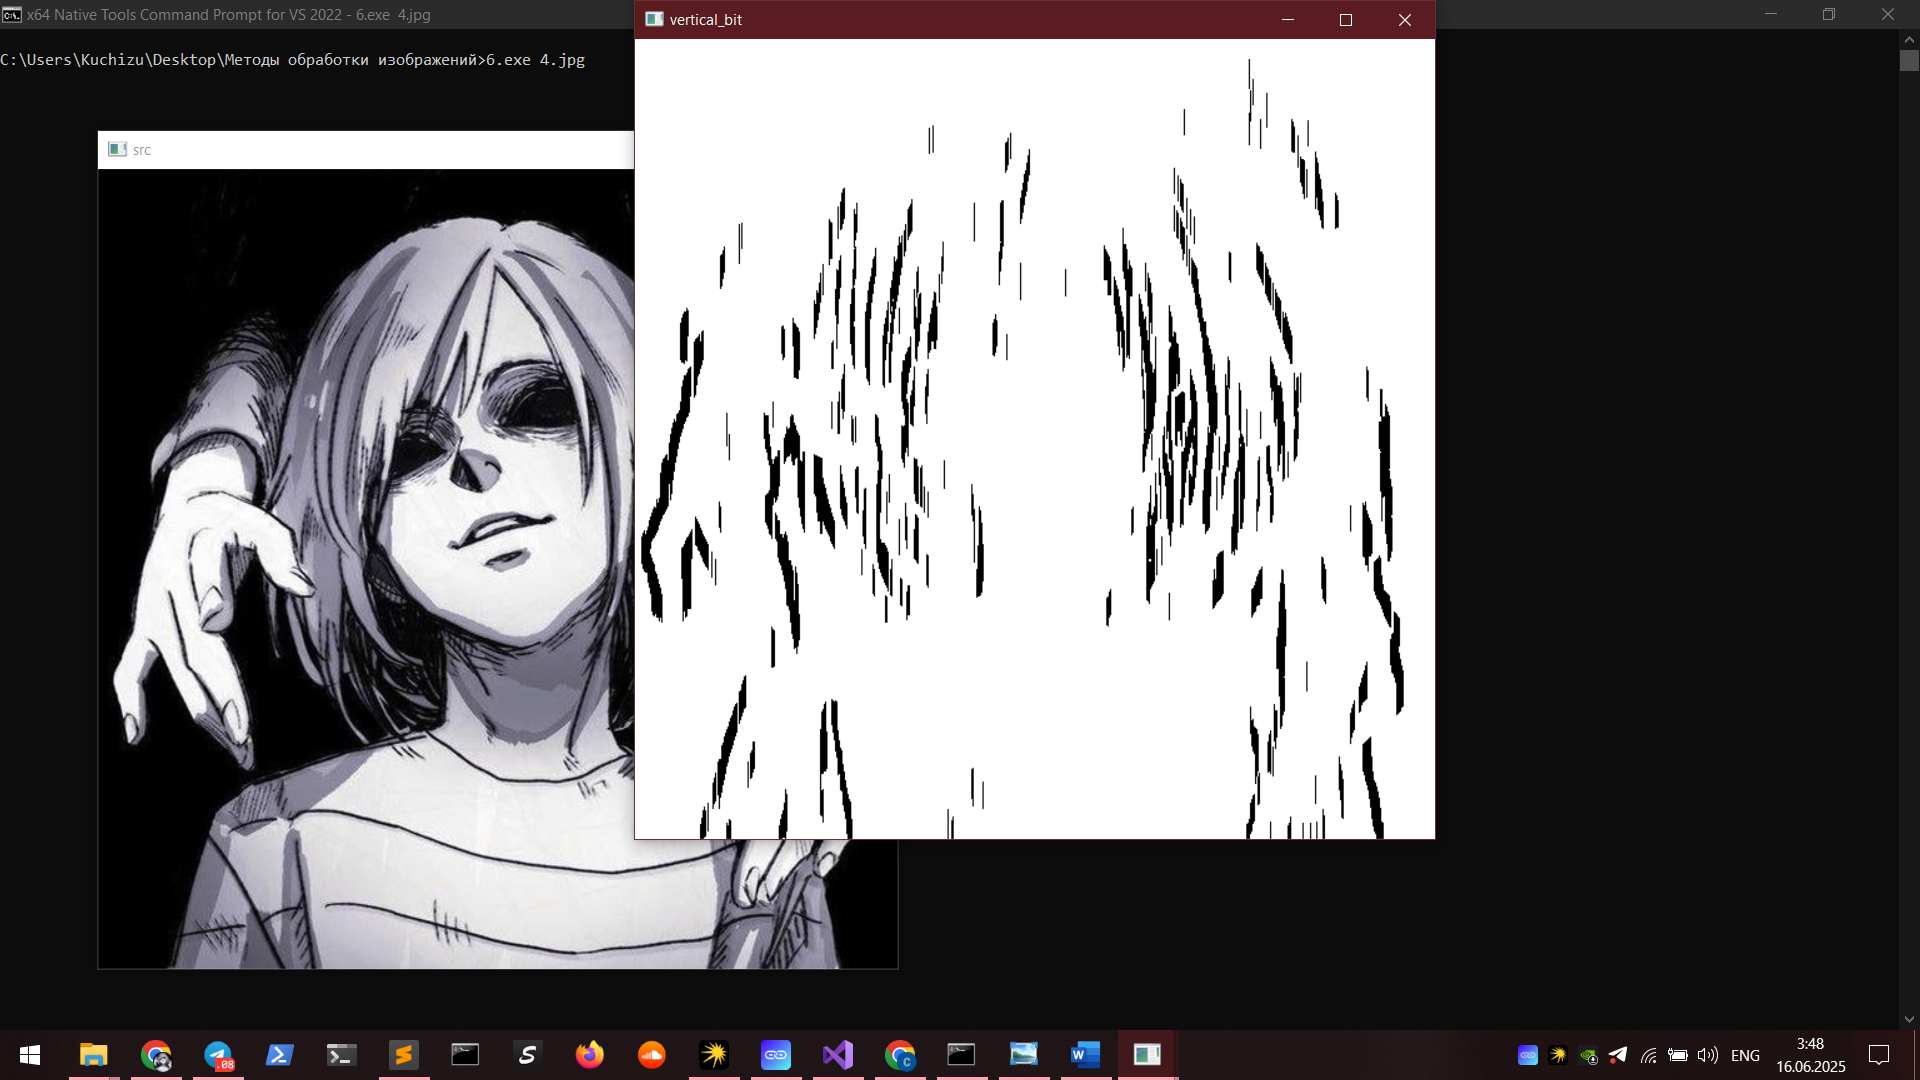 x64 Native Tools Command Prompt for VS 2022 - 6.exe  4.jpg
vertical_bit
C:\Users\Kuchizu\Desktop\Методы обработки изображений>6.exe 4.jpg
src
.08
ENG
3:48
16.06.2025